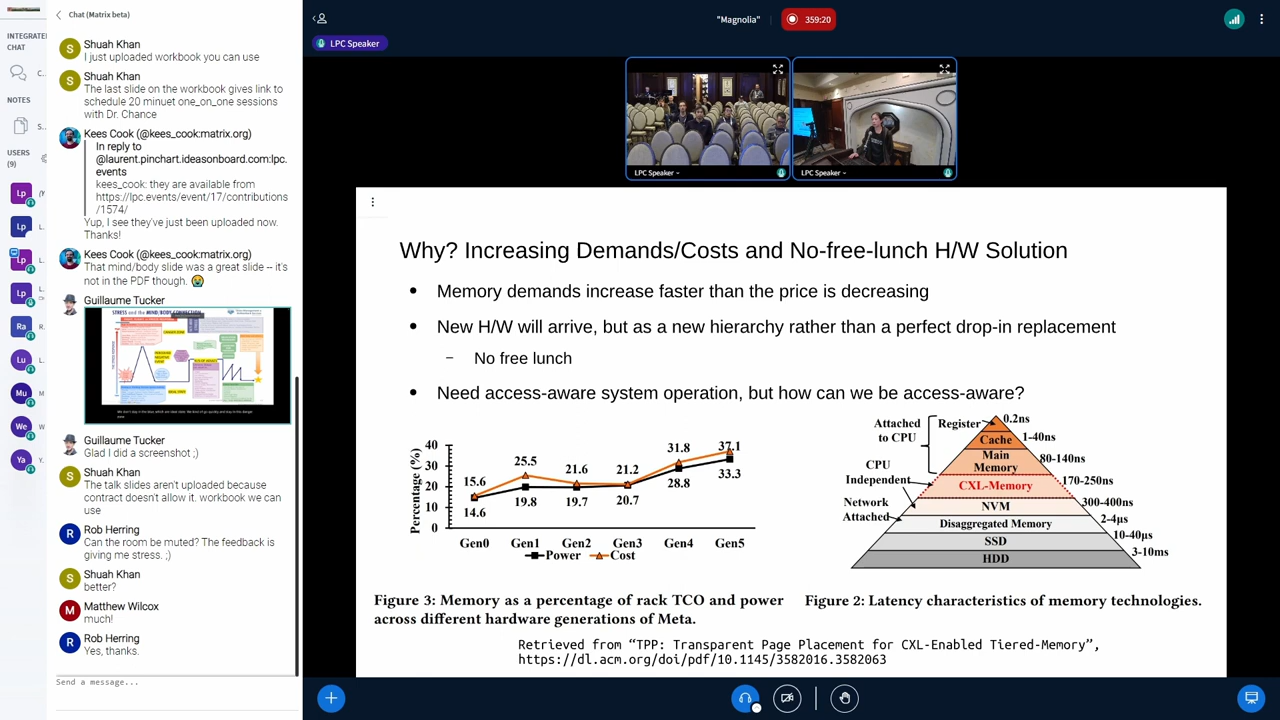 Chat (Matrix beta)
INTEGRATE
CHAT
C..
NOTES
S..
USERS
(9)
S
Shuah Khan
I just uploaded workbook you can use
S
Shuah Khan
The last slide on the workbook gives link to
schedule 20 minuet one_on_one sessions
with Dr. Chance
Kees Cook (@kees_cook:matrix.org)
In reply to
@laurent.pinchart.ideasonboard.com:lpc.
events
kees_cook: they are available from
https://lpc.events/event/17/contributions
/1574/
Yup, I see they've just been uploaded now.
Thanks!
Kees Cook (@kees_cook:matrix.org)
That mind/body slide was a great slide -- it's
not in the PDF though. 😭
Guillaume Tucker
STRESS and the MIND/BODY CONNECTION
Guillaume Tucker
Glad I did a screenshot ;)
S
Shuah Khan
The talk slides aren't uploaded because
contract doesn't allow it. workbook we can
use
R
Rob Herring
Can the room be muted? The feedback is
giving me stress. ;)
S
Shuah Khan
better?
M
Matthew Wilcox
much!
R
Rob Herring
Yes, thanks.
Send a message...
Lp
Lp
Lp
Lp
Ra
R.
Lu
L.
Mu
We
Ya
Y.
"Magnolia"
359:20
LPC Speaker
LPC Speaker
LPC Speaker
Why? Increasing Demands/Costs and No-free-lunch H/W Solution
● Memory demands increase faster than the price is decreasing
● New H/W will arrive, but as a new hierarchy rather than a perfect drop-in replacement
– No free lunch
● Need access-aware system operation, but how can we be access-aware?
Percentage (%)
40
30
20
10
0
15.6
25.5
21.6
21.2
31.8
37.1
14.6
19.8
19.7
20.7
28.8
33.3
Gen0 Gen1 Gen2 Gen3 Gen4 Gen5
Power Cost
Figure 3: Memory as a percentage of rack TCO and power
across different hardware generations of Meta.
Attached
to CPU
CPU
Independent
Network
Attached
Register
0.2ns
Cache
1-40ns
Main
Memory
80-140ns
CXL-Memory
170-250ns
NVM
300-400ns
Disaggregated Memory
2-4μs
SSD
10-40μs
HDD
3-10ms
Figure 2: Latency characteristics of memory technologies.
Retrieved from “TPP: Transparent Page Placement for CXL-Enabled Tiered-Memory”,
https://dl.acm.org/doi/pdf/10.1145/3582016.3582063